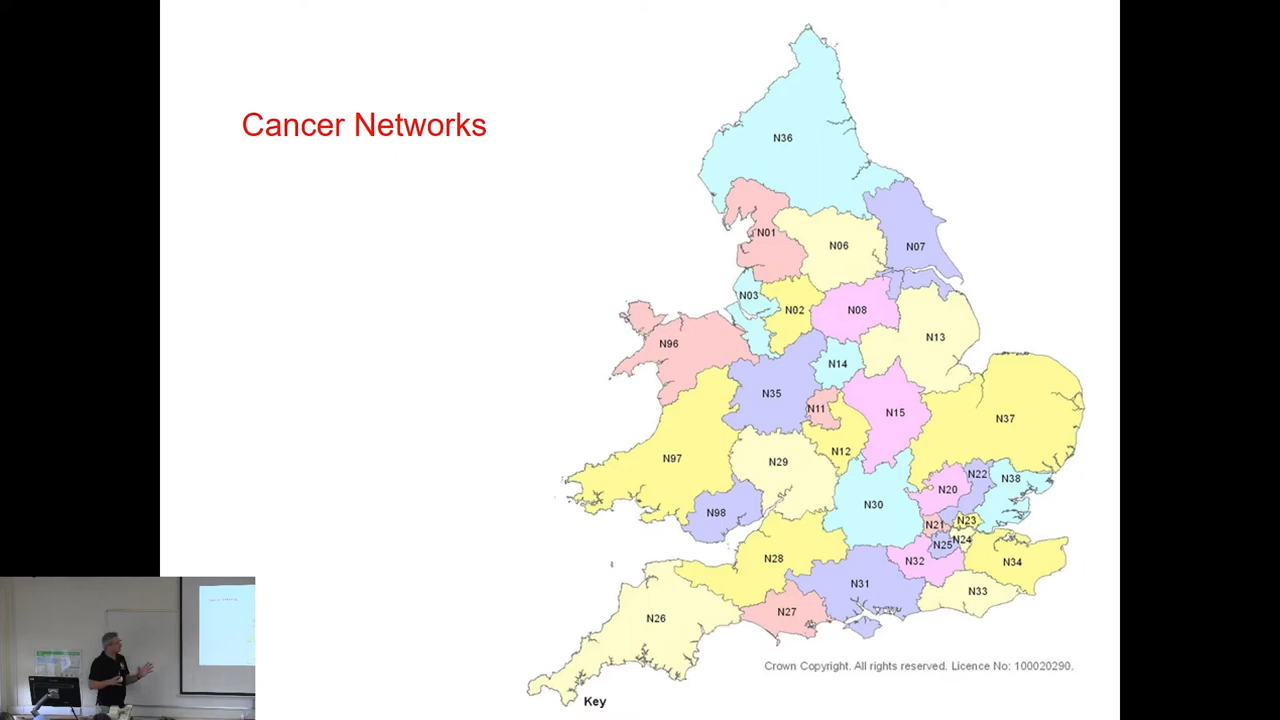 Cancer Networks
N36
N01
N06
N07
N03
N02
N08
N96
N13
N14
N35
N11
N15
N37
N12
N97
N29
N22
N38
N20
N30
N98
N21
N23
N24
N25
N28
N32
N34
N31
N33
N27
N26
Crown Copyright. All rights reserved. Licence No: 100020290.
Key